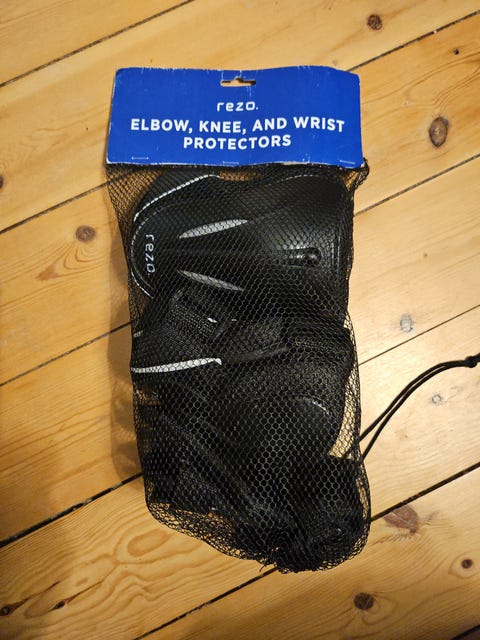 rezo.
ELBOW, KNEE, AND WRIST
PROTECTORS
rezo